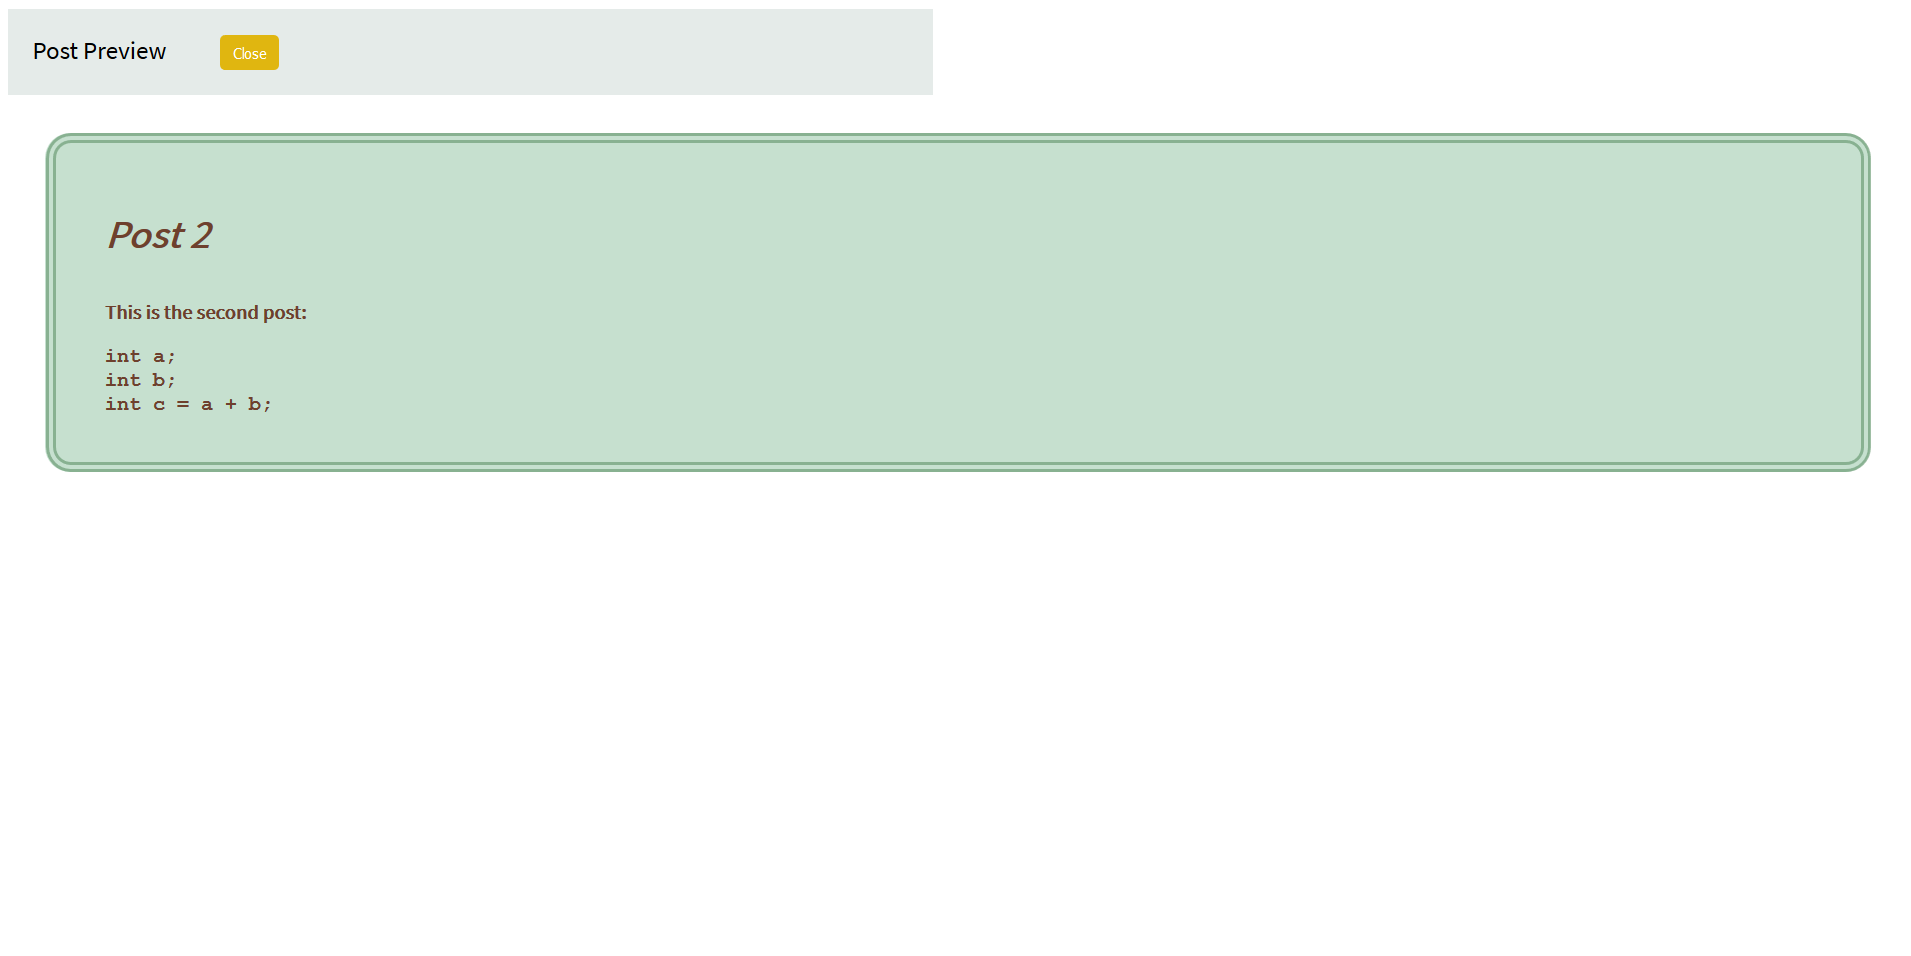 Post Preview Close
Post 2
This is the second post:
int a;
int b;
int c = a + b;